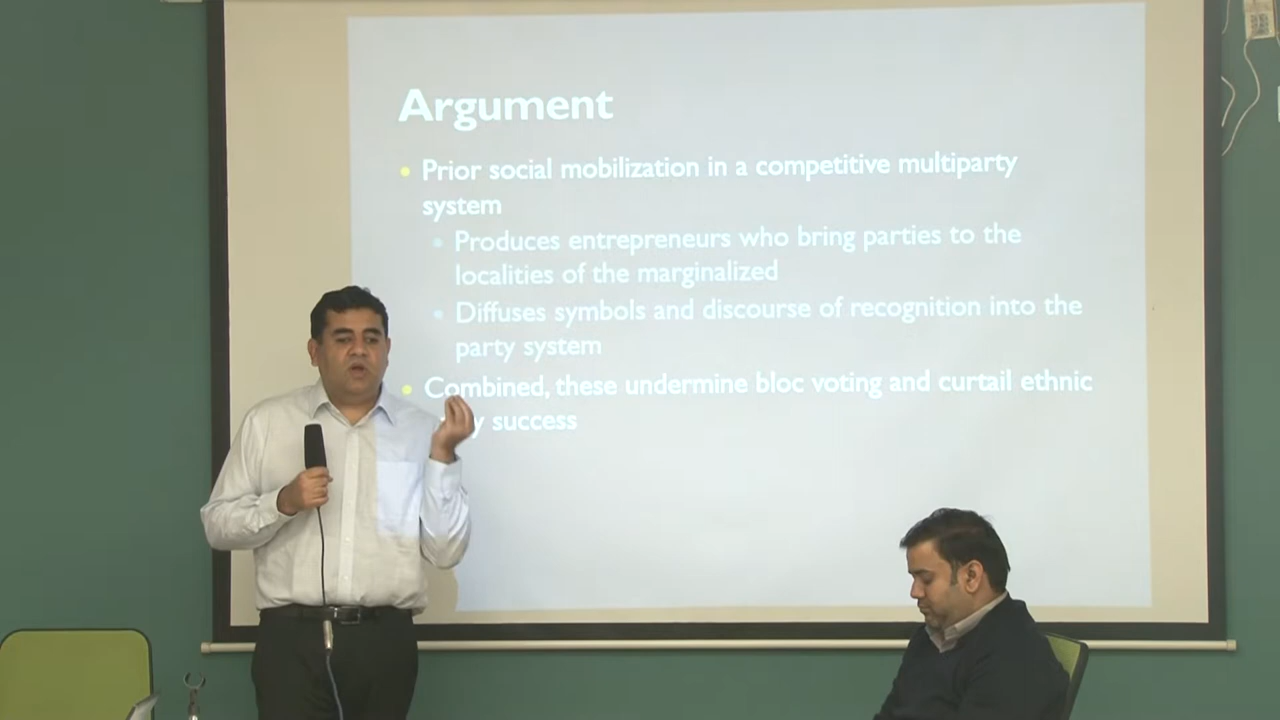 Argument
Prior social mobilization in a competitive multiparty
system
Produces entrepreneurs who bring parties to the
localities of the marginalized
Diffuses symbols and discourse of recognition into the
party system
Combined, these undermine bloc voting and curtail ethnic
success